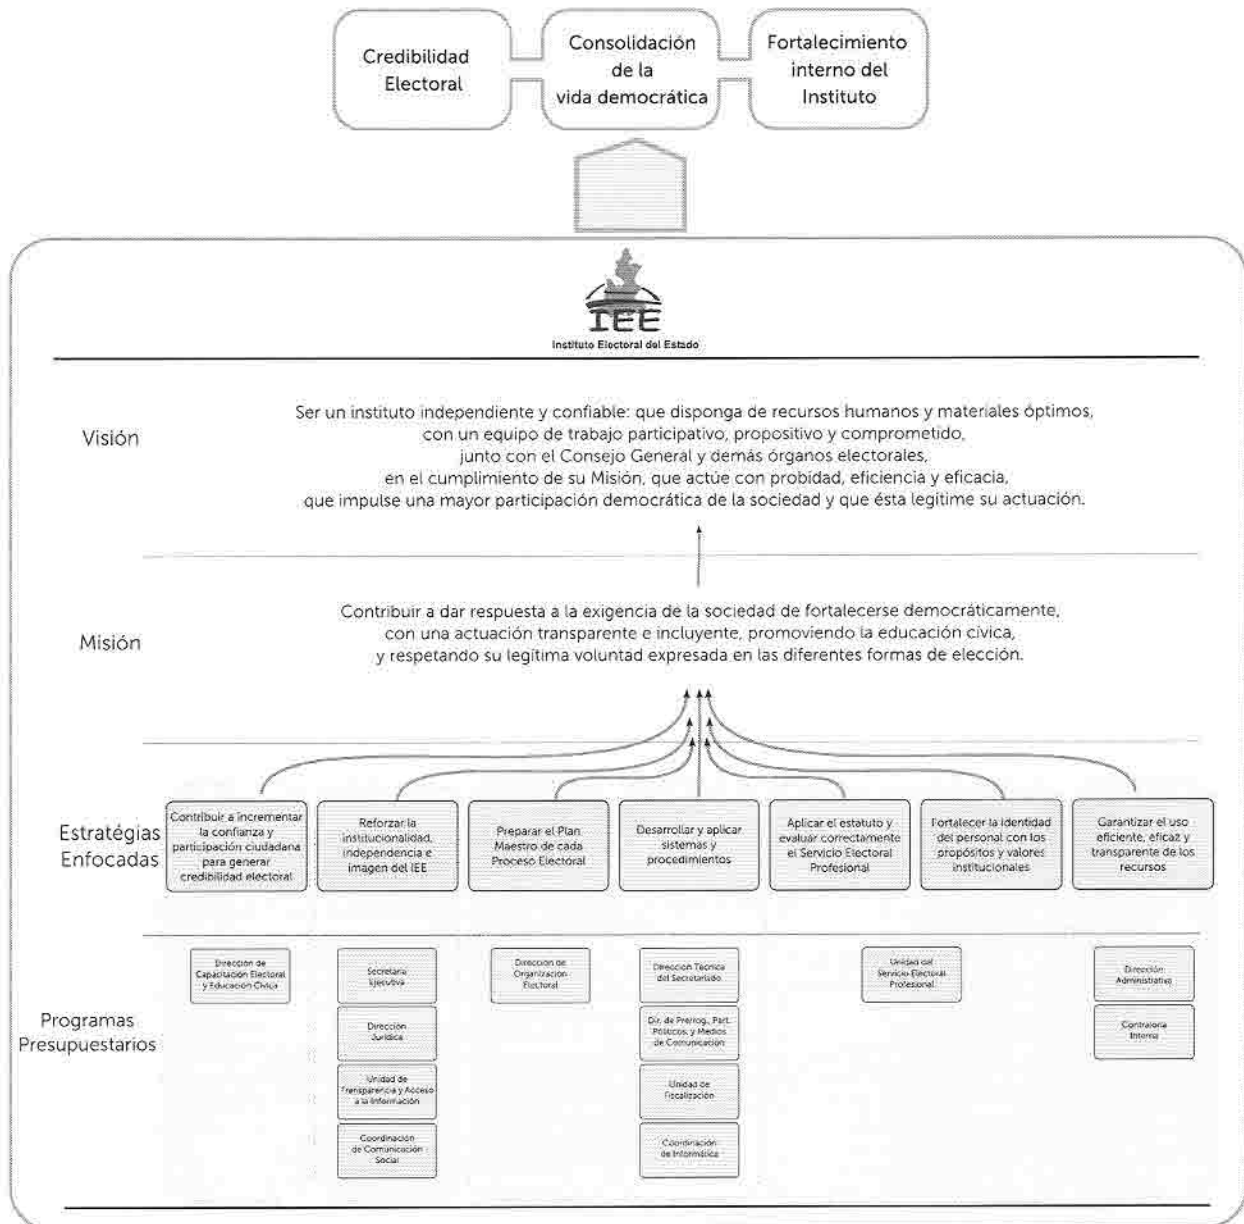 Credibilidad
Electoral
Consolidación
de la
vida democrática
Fortalecimiento
interno del
Instituto
IEE
Instituto Electoral del Estado
Visión
Ser un instituto independiente y confiable: que disponga de recursos humanos y materiales óptimos,
con un equipo de trabajo participativo, propositivo y comprometido,
junto con el Consejo General y demás órganos electorales,
en el cumplimiento de su Misión, que actúe con probidad, eficiencia y eficacia,
que impulse una mayor participación democrática de la sociedad y que ésta legitime su actuación.
Misión
Contribuir a dar respuesta a la exigencia de la sociedad de fortalecerse democráticamente,
con una actuación transparente e incluyente, promoviendo la educación cívica,
y respetando su legítima voluntad expresada en las diferentes formas de elección.
Estratégias
Enfocadas
Contribuir a incrementar
la confianza y
participación ciudadana
para generar
credibilidad electoral
Reforzar la
institucionalidad,
independencia e
imagen del IEE
Preparar el Plan
Maestro de cada
Proceso Electoral
Desarrollar y aplicar
sistemas y
procedimientos
Aplicar el estatuto y
evaluar correctamente
el Servicio Electoral
Profesional
Fortalecer la identidad
del personal con los
propósitos y valores
institucionales
Garantizar el uso
eficiente, eficaz y
transparente de los
recursos
Programas
Presupuestarios
Dirección de
Capacitación Electoral
y Educación Cívica
Secretaría
Ejecutiva
Dirección
Jurídica
Unidad de
Transparencia y Acceso
a la Información
Coordinación
de Comunicación
Social
Dirección de
Organización
Electoral
Dirección Técnica
del Secretariado
Dir. de Prerrog., Part.
Políticos, y Medios
de Comunicación
Unidad de
Fiscalización
Coordinación
de Informática
Unidad del
Servicio Electoral
Profesional
Dirección
Administrativa
Contraloría
Interna